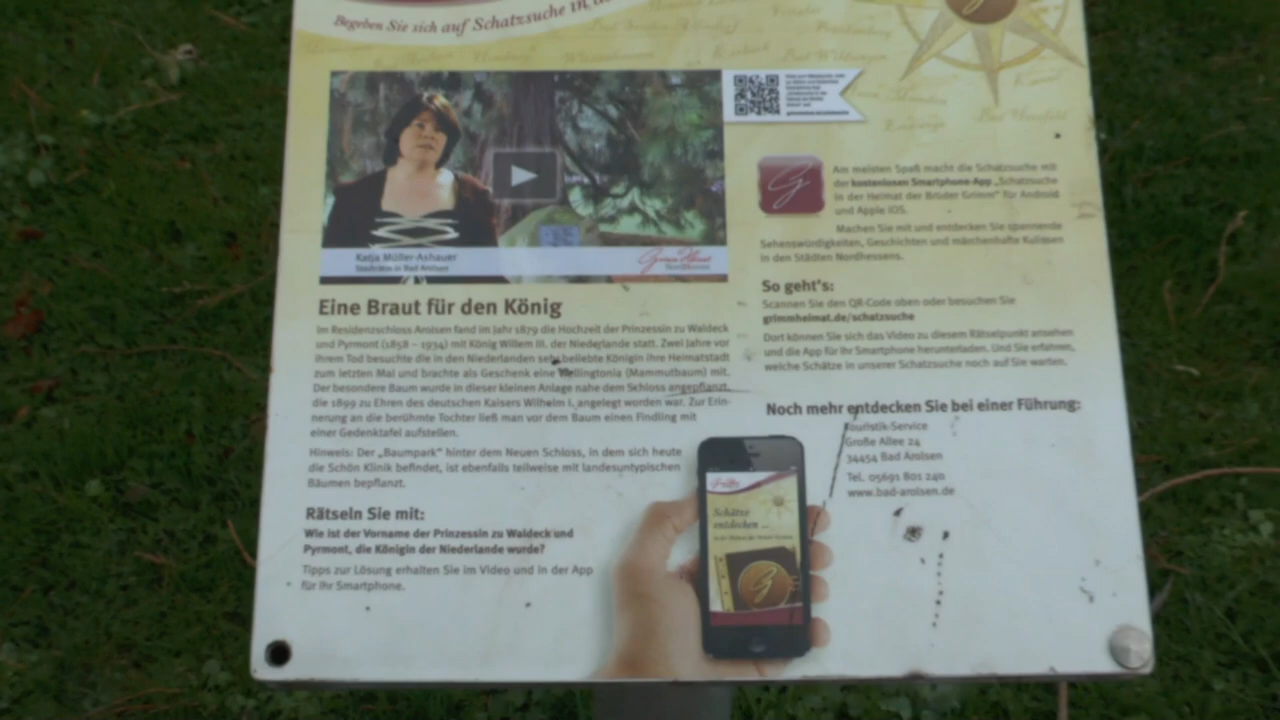 Begeben Sie sich auf Schatzsuche in
Katja Müller-Ashauer
Stadträtin in Bad Arolsen
Nordhessen
Eine Braut für den König
Im Residenzschloss Arolsen fand im Jahr 1879 die Hochzeit der Prinzessin zu Waldeck
und Pyrmont (1858 – 1934) mit König Willem III. der Niederlande statt. Zwei Jahre vor
ihrem Tod besuchte die in den Niederlanden sehr beliebte Königin ihre Heimatstadt
zum letzten Mal und brachte als Geschenk eine Wellingtonia (Mammutbaum) mit.
Der besondere Baum wurde in dieser kleinen Anlage nahe dem Schloss angepflanzt,
die 1899 zu Ehren des deutschen Kaisers Wilhelm I. angelegt worden war. Zur Erin-
nerung an die berühmte Tochter ließ man vor dem Baum einen Findling mit
einer Gedenktafel aufstellen.
Hinweis: Der „Baumpark“ hinter dem Neuen Schloss, in dem sich heute
die Schön Klinik befindet, ist ebenfalls teilweise mit landesuntypischen
Bäumen bepflanzt.
Rätseln Sie mit:
Wie ist der Vorname der Prinzessin zu Waldeck und
Pyrmont, die Königin der Niederlande wurde?
Tipps zur Lösung erhalten Sie im Video und in der App
für Ihr Smartphone.
Am meisten Spaß macht die Schatzsuche mit
der kostenlosen Smartphone-App „Schatzsuche
in der Heimat der Brüder Grimm“ für Android
und Apple iOS.
Machen Sie mit und entdecken Sie spannende
Sehenswürdigkeiten, Geschichten und märchenhafte Kulissen
in den Städten Nordhessens.
So geht's:
Scannen Sie den QR-Code oben oder besuchen Sie
grimmheimat.de/schatzsuche
Dort können Sie sich das Video zu diesem Rätselpunkt ansehen
und die App für Ihr Smartphone herunterladen. Und Sie erfahren,
welche Schätze in unserer Schatzsuche noch auf Sie warten.
Noch mehr entdecken Sie bei einer Führung:
Touristik-Service
Große Allee 24
34454 Bad Arolsen
Tel. 05691 801 240
www.bad-arolsen.de
Schätze
entdecken ...